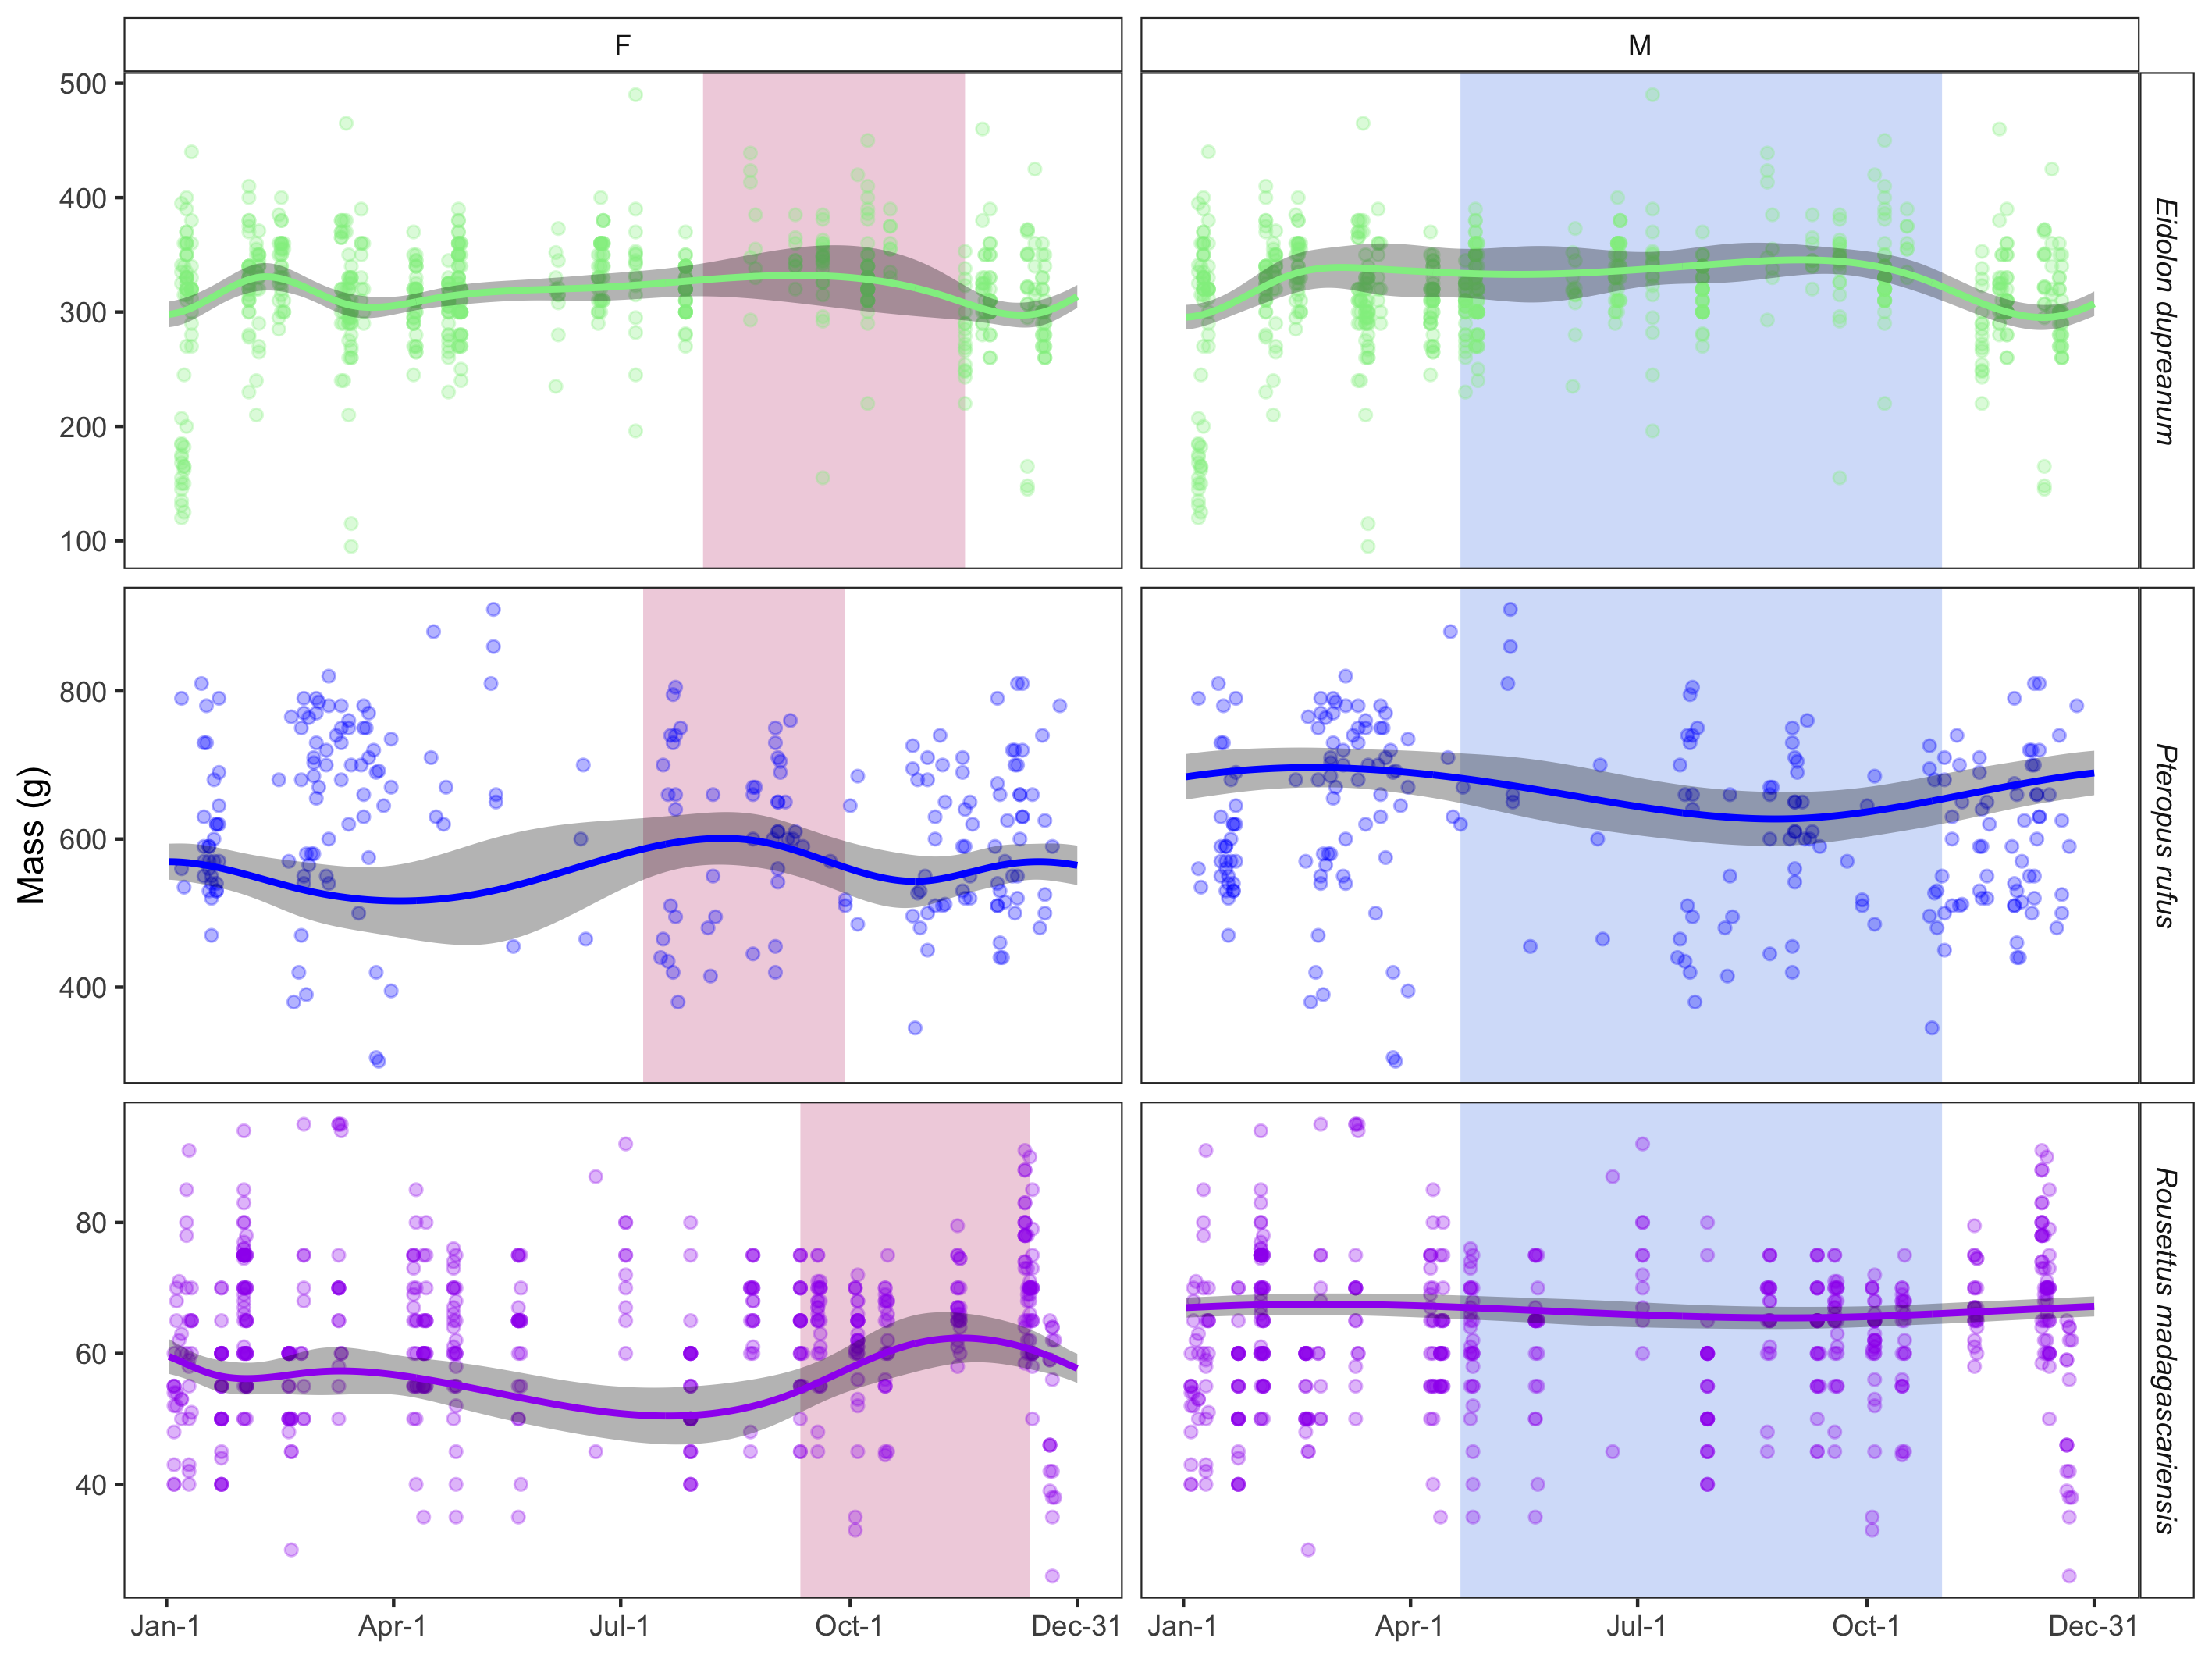 F
M
500
400
300
200
100
Eidolon dupreanum
800
600
400
Pteropus rufus
Mass (g)
80
60
40
Rousettus madagascariensis
Jan-1
Apr-1
Jul-1
Oct-1
Dec-31
Jan-1
Apr-1
Jul-1
Oct-1
Dec-31